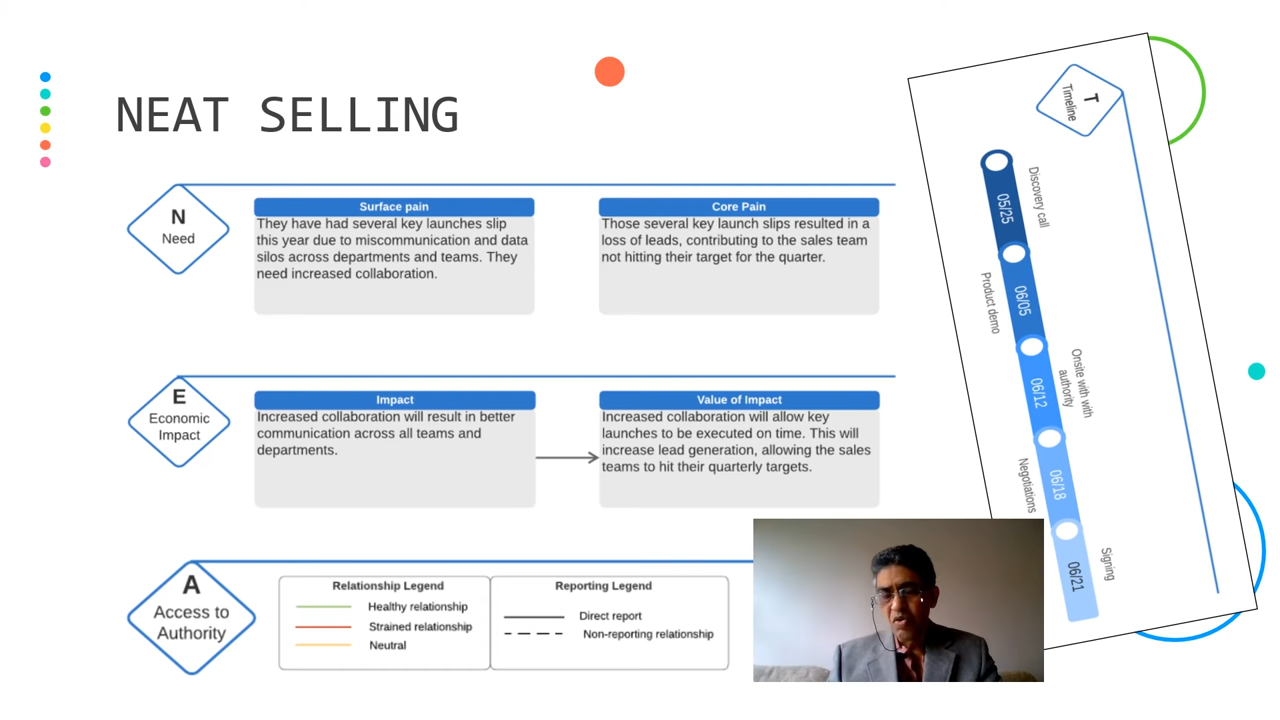 NEAT SELLING
N
Need
Surface pain
They have had several key launches slip
this year due to miscommunication and data
silos across departments and teams. They
need increased collaboration.
Core Pain
Those several key launch slips resulted in a
loss of leads, contributing to the sales team
not hitting their target for the quarter.
E
Economic
Impact
Impact
Increased collaboration will result in better
communication across all teams and
departments.
Value of Impact
Increased collaboration will allow key
launches to be executed on time. This will
increase lead generation, allowing the sales
teams to hit their quarterly targets.
A
Access to
Authority
Relationship Legend
Healthy relationship
Strained relationship
Neutral
Reporting Legend
Direct report
Non-reporting relationship
T
Timeline
05/25
Discovery call
06/05
Product demo
06/12
Onsite with with
authority
06/18
Negotiations
06/21
Signing